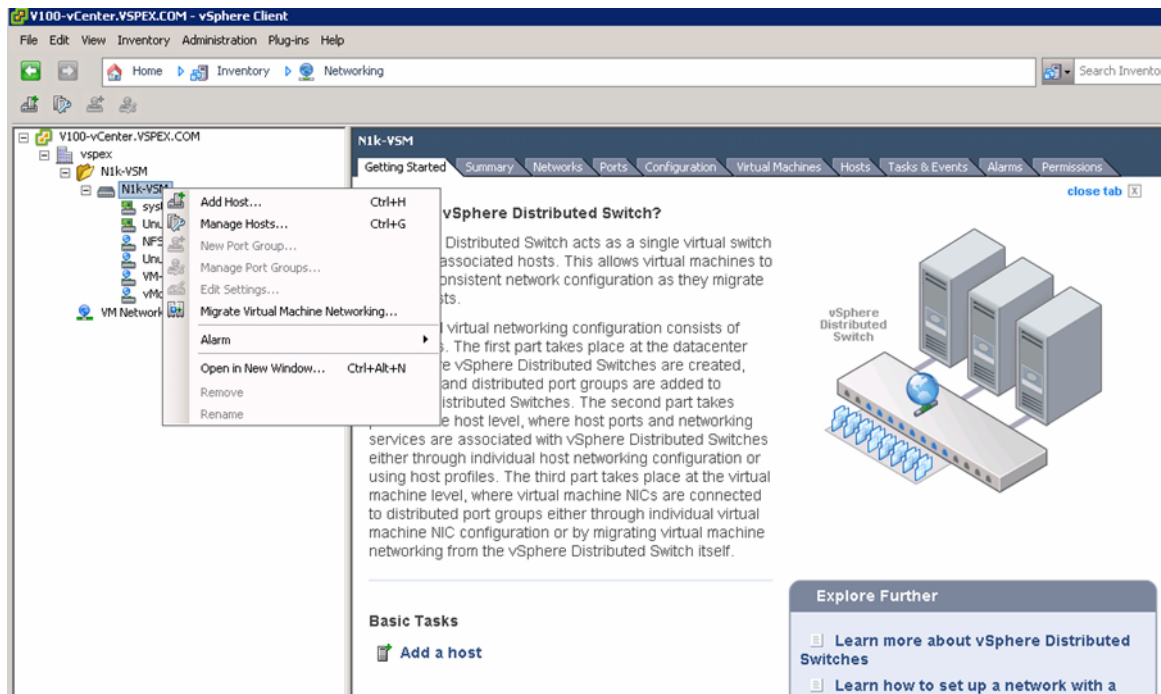 V100-vCenter.VSPEX.COM - vSphere Client
File Edit View Inventory Administration Plug-ins Help
Home Inventory Networking
Search Invento
V100-vCenter.VSPEX.COM
vspex
N1k-VSM
N1k-VSM
syst
Unu
NFS
Unu
VM-
vMo
VM Network
Add Host... Ctrl+H
Manage Hosts... Ctrl+G
New Port Group...
Manage Port Groups...
Edit Settings...
Migrate Virtual Machine Networking...
Alarm
Open in New Window... Ctrl+Alt+N
Remove
Rename
N1k-VSM
Getting Started Summary Networks Ports Configuration Virtual Machines Hosts Tasks & Events Alarms Permissions
close tab X
vSphere Distributed Switch?
Distributed Switch acts as a single virtual switch
associated hosts. This allows virtual machines to
onsistent network configuration as they migrate
sts.
virtual networking configuration consists of
s. The first part takes place at the datacenter
e vSphere Distributed Switches are created,
and distributed port groups are added to
istributed Switches. The second part takes
e host level, where host ports and networking
services are associated with vSphere Distributed Switches
either through individual host networking configuration or
using host profiles. The third part takes place at the virtual
machine level, where virtual machine NICs are connected
to distributed port groups either through individual virtual
machine NIC configuration or by migrating virtual machine
networking from the vSphere Distributed Switch itself.
vSphere
Distributed
Switch
Basic Tasks
Add a host
Explore Further
Learn more about vSphere Distributed
Switches
Learn how to set up a network with a